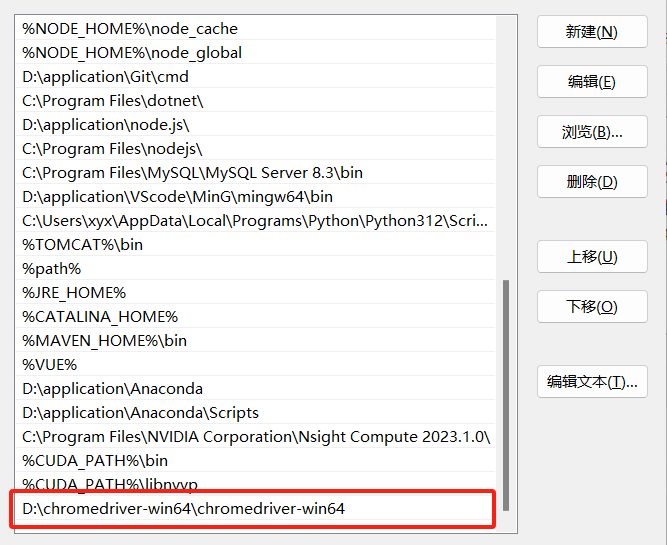 %NODE_HOME%\node_cache
%NODE_HOME%\node_global
D:\application\Git\cmd
C:\Program Files\dotnet\
D:\application\node.js\
C:\Program Files\nodejs\
C:\Program Files\MySQL\MySQL Server 8.3\bin
D:\application\VScode\MinG\mingw64\bin
C:\Users\xyx\AppData\Local\Programs\Python\Python312\Scri...
%TOMCAT%\bin
%path%
%JRE_HOME%
%CATALINA_HOME%
%MAVEN_HOME%\bin
%VUE%
D:\application\Anaconda
D:\application\Anaconda\Scripts
C:\Program Files\NVIDIA Corporation\Nsight Compute 2023.1.0\
%CUDA_PATH%\bin
%CUDA_PATH%\libnvvp
D:\chromedriver-win64\chromedriver-win64
新建(N)
编辑(E)
浏览(B)...
删除(D)
上移(U)
下移(O)
编辑文本(T)...